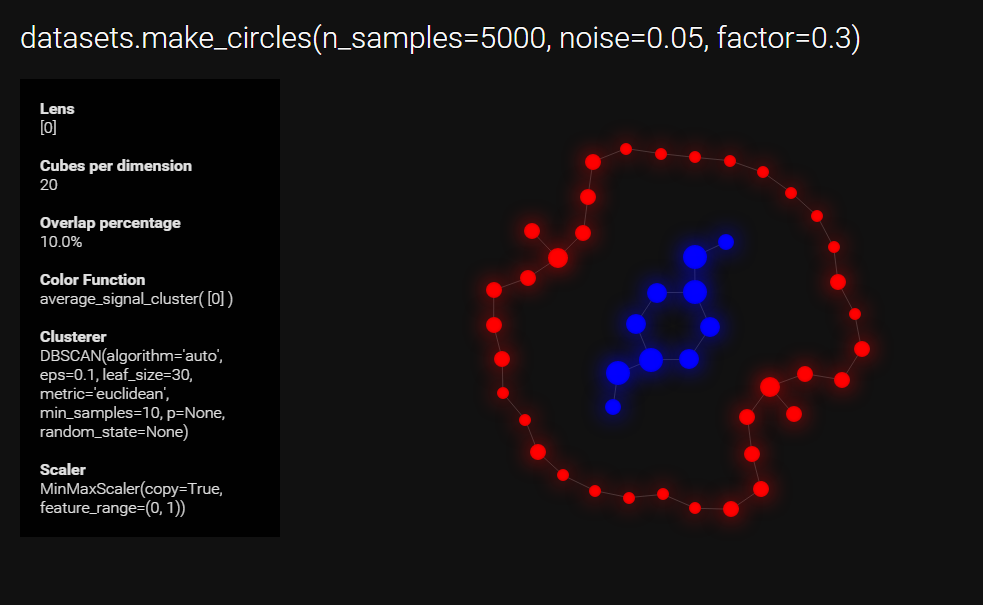 datasets.make_circles(n_samples=5000, noise=0.05, factor=0.3)
Lens
[0]
Cubes per dimension
20
Overlap percentage
10.0%
Color Function
average_signal_cluster( [0] )
Clusterer
DBSCAN(algorithm='auto',
eps=0.1, leaf_size=30,
metric='euclidean',
min_samples=10, p=None,
random_state=None)
Scaler
MinMaxScaler(copy=True,
feature_range=(0, 1))